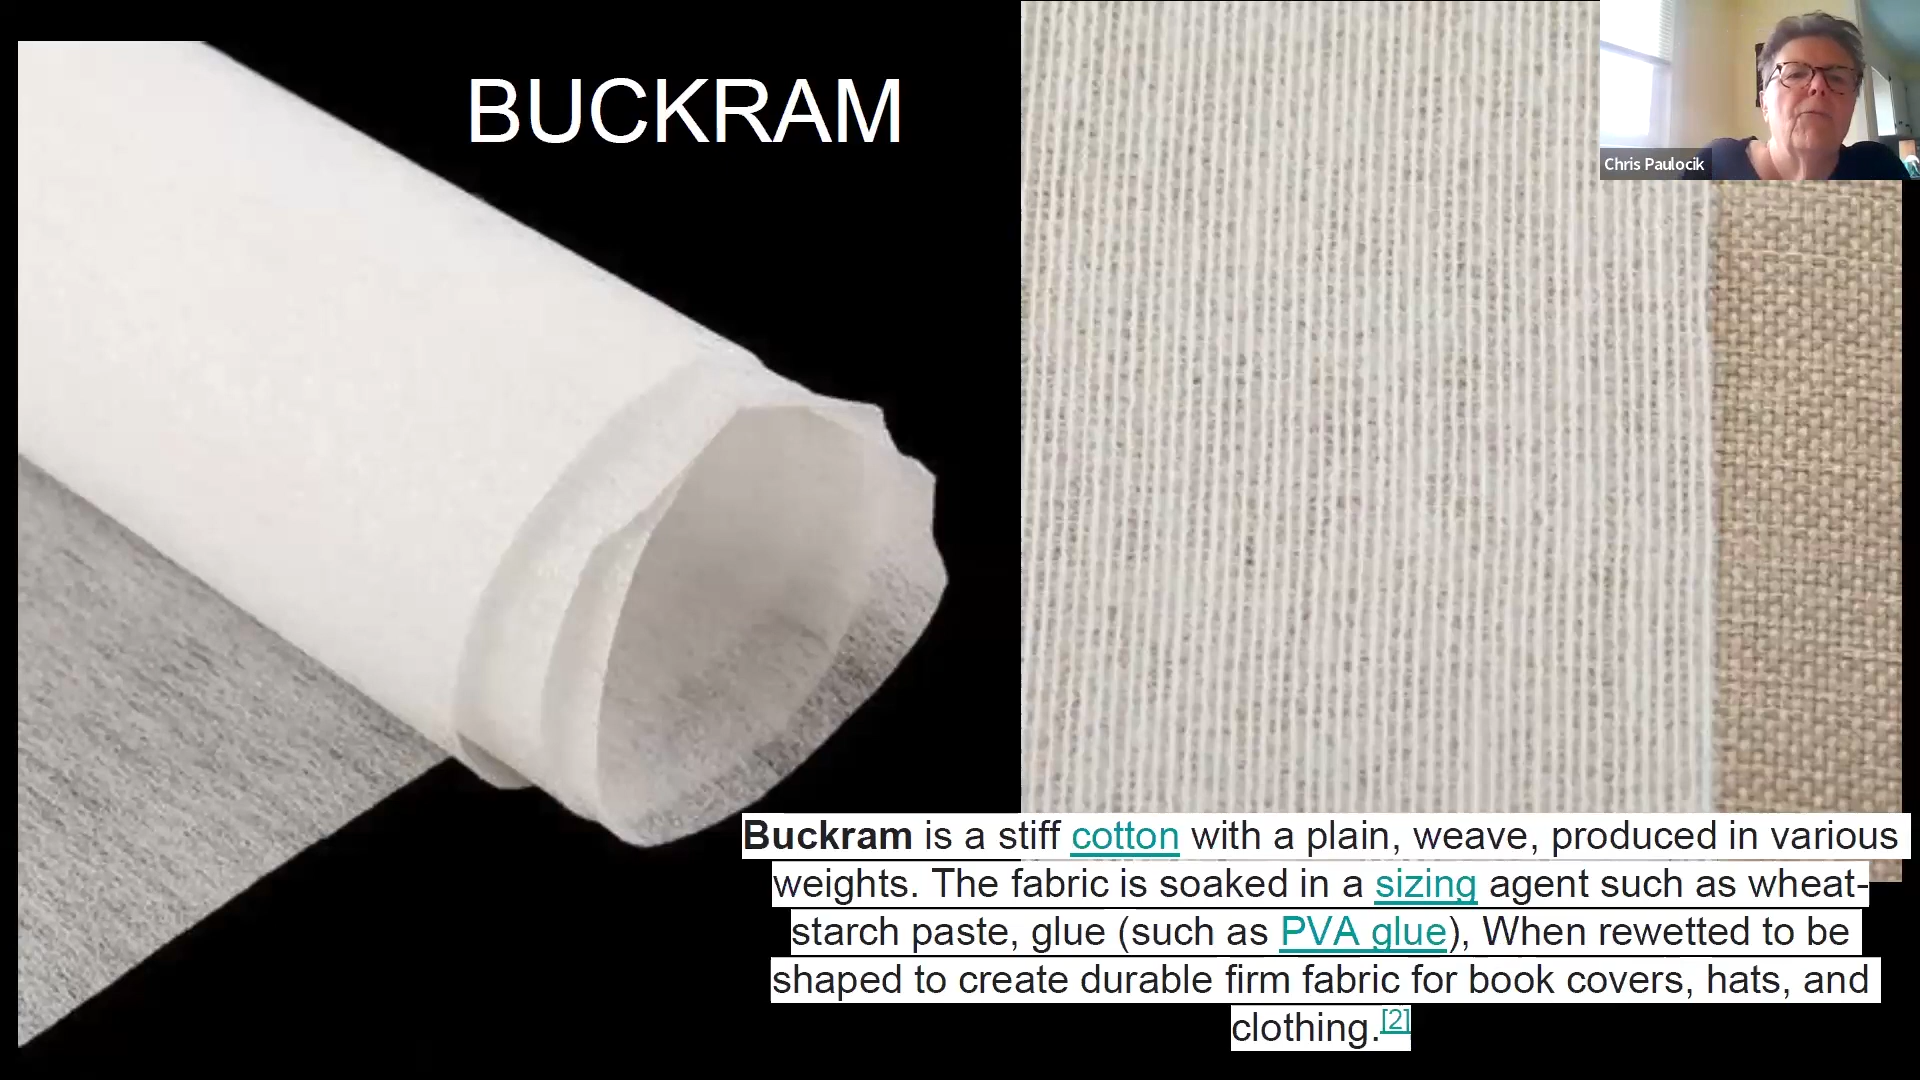 BUCKRAM
Chris Paulocik
Buckram is a stiff cotton with a plain, weave, produced in various
weights. The fabric is soaked in a sizing agent such as wheat-
starch paste, glue (such as PVA glue), When rewetted to be
shaped to create durable firm fabric for book covers, hats, and
clothing.[2]